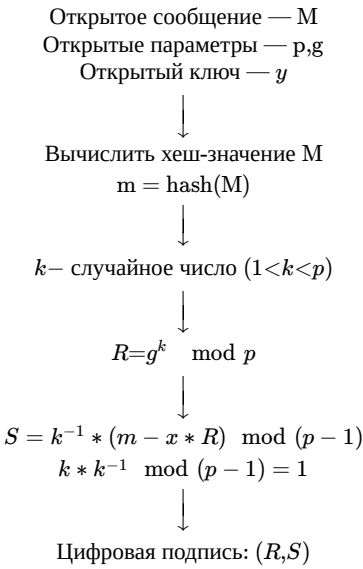 Открытое сообщение — M
Открытые параметры — p,g
Открытый ключ — y
Вычислить хеш-значение M
m = hash(M)
k− случайное число (1<k<p)
R=g^k mod p
S = k^{−1} ∗ (m − x ∗ R) mod (p − 1)
k ∗ k^{−1} mod (p − 1) = 1
Цифровая подпись: (R,S)